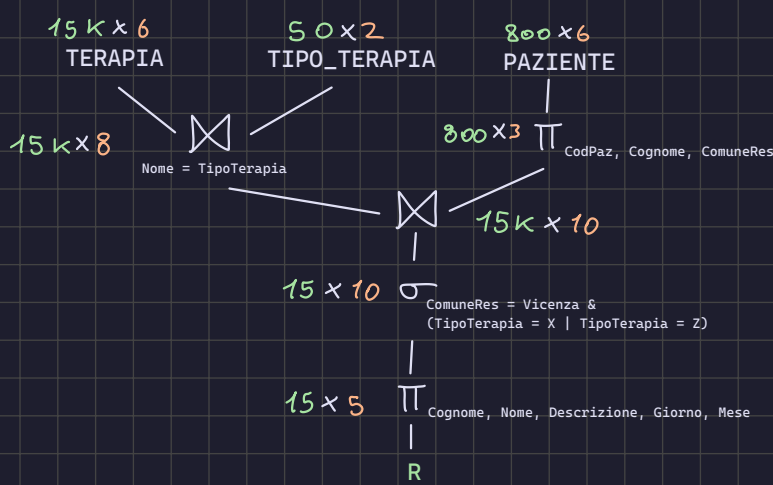 15K x 6
TERAPIA
50 x 2
TIPO_TERAPIA
800 x 6
PAZIENTE
15K x 8
Nome = TipoTerapia
800 x 3
π
CodPaz, Cognome, ComuneRes
15K x 10
15 x 10
σ
ComuneRes = Vicenza &
(TipoTerapia = X | TipoTerapia = Z)
15 x 5
π
Cognome, Nome, Descrizione, Giorno, Mese
R